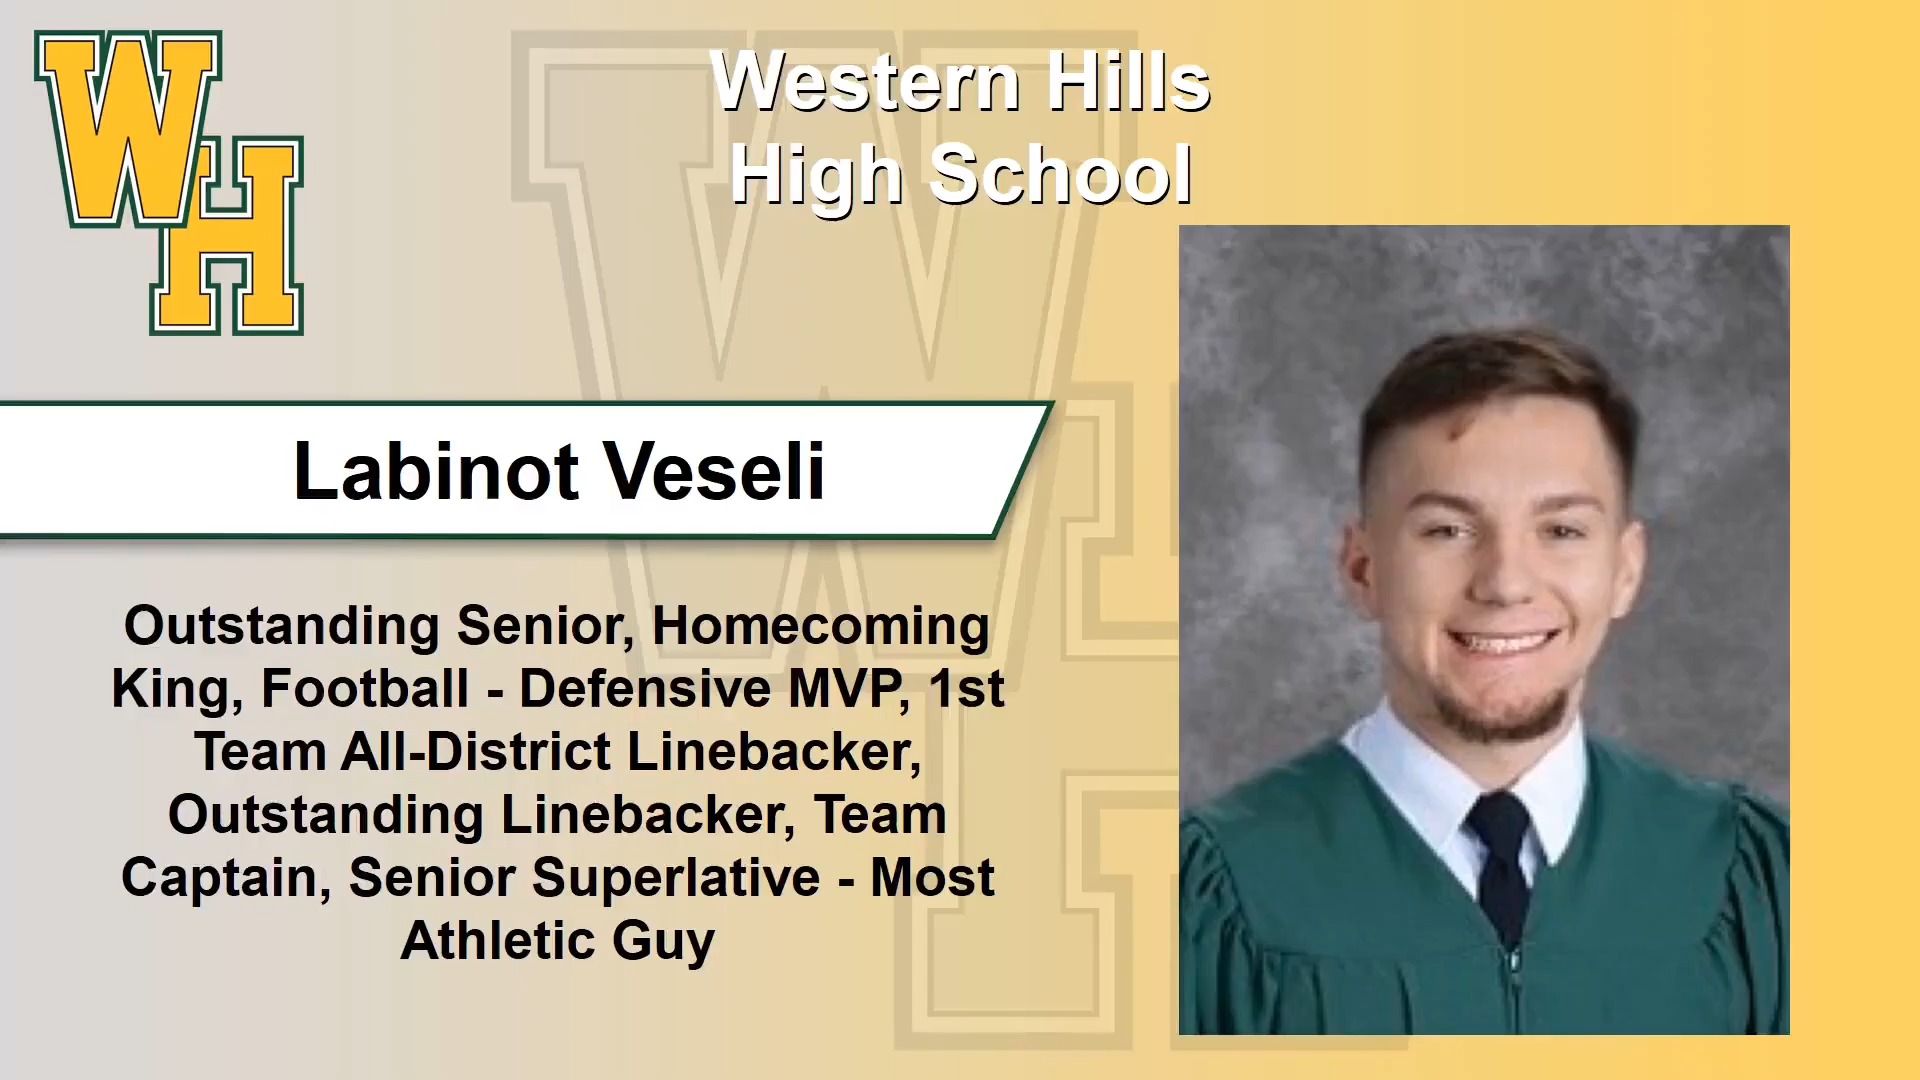 WH
Western Hills
High School
Labinot Veseli
Outstanding Senior, Homecoming
King, Football - Defensive MVP, 1st
Team All-District Linebacker,
Outstanding Linebacker, Team
Captain, Senior Superlative - Most
Athletic Guy